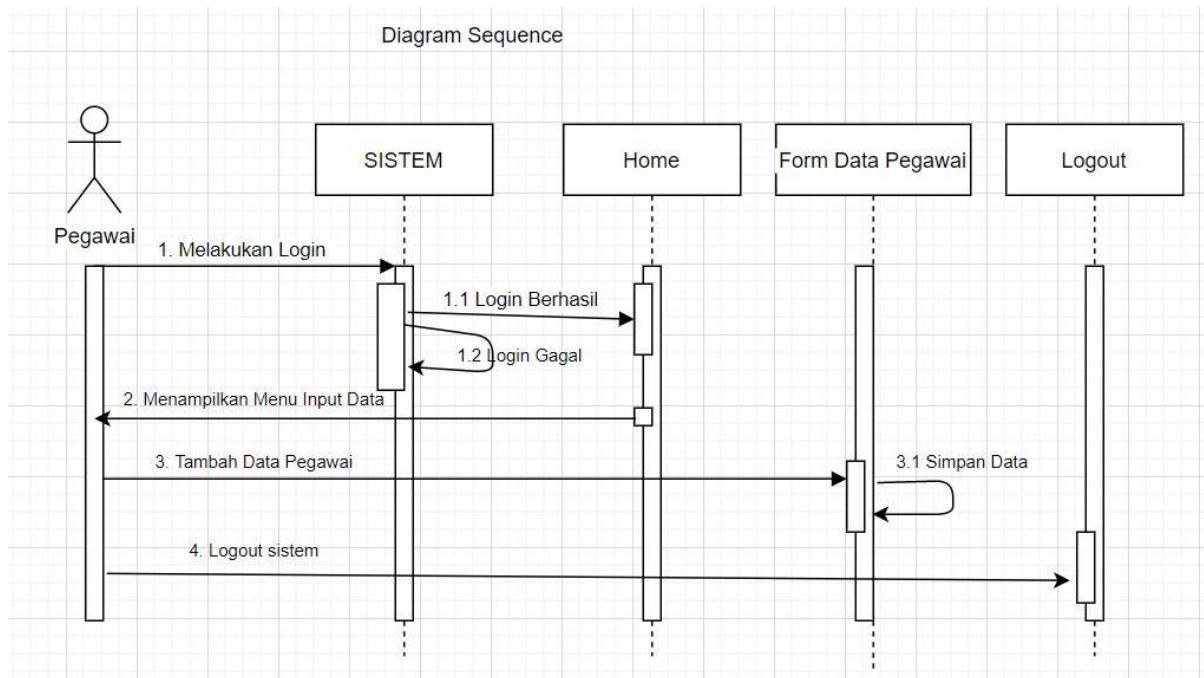 Diagram Sequence
SISTEM
Home
Form Data Pegawai
Logout
Pegawai
1. Melakukan Login
1.1 Login Berhasil
1.2 Login Gagal
2. Menampilkan Menu Input Data
3. Tambah Data Pegawai
3.1 Simpan Data
4. Logout sistem